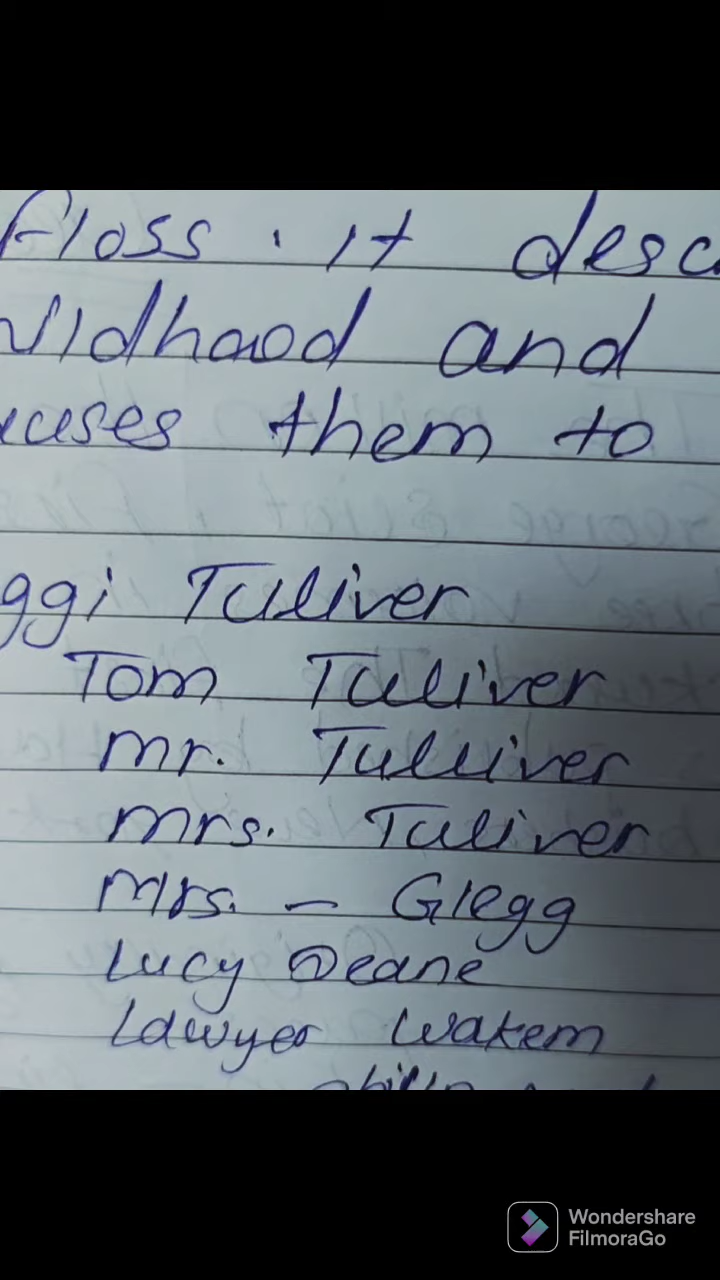 Floss. it desc
ildhaod and
uses them to
ggi Tuliver
Tom Tuliver
mr. Tulliver
mrs. Tuliver
Mrs. – Glegg
Lucy Deane
Lawyer Wakem
Wondershare
FilmoraGo